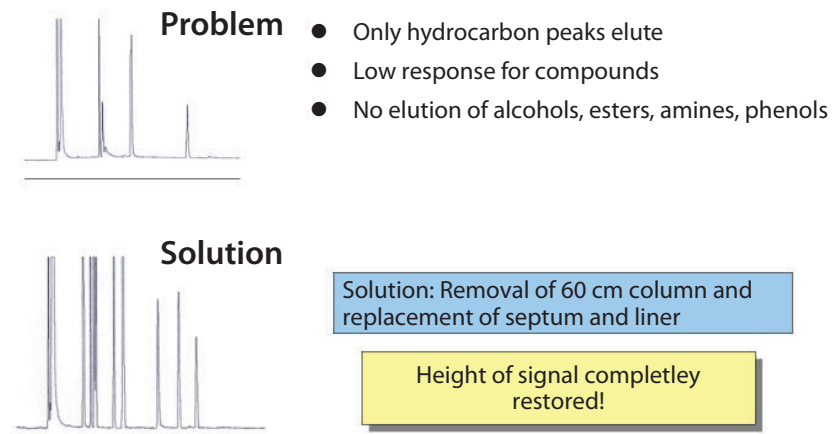 Problem
● Only hydrocarbon peaks elute
● Low response for compounds
● No elution of alcohols, esters, amines, phenols
Solution
Solution: Removal of 60 cm column and
replacement of septum and liner
Height of signal completley
restored!